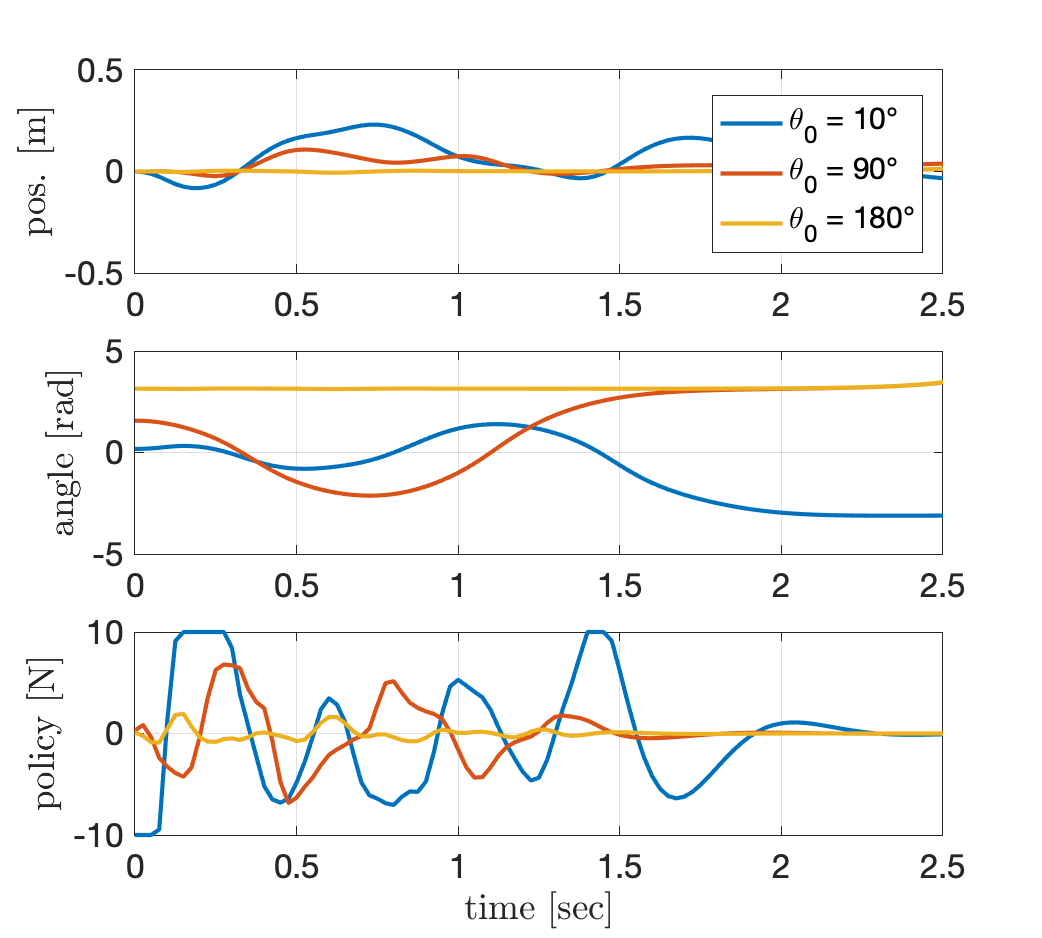 pos. [m]
0.5
0
-0.5
0 0.5 1 1.5 2 2.5
θ0 = 10°
θ0 = 90°
θ0 = 180°
angle [rad]
5
0
-5
0 0.5 1 1.5 2 2.5
policy [N]
10
0
-10
0 0.5 1 1.5 2 2.5
time [sec]